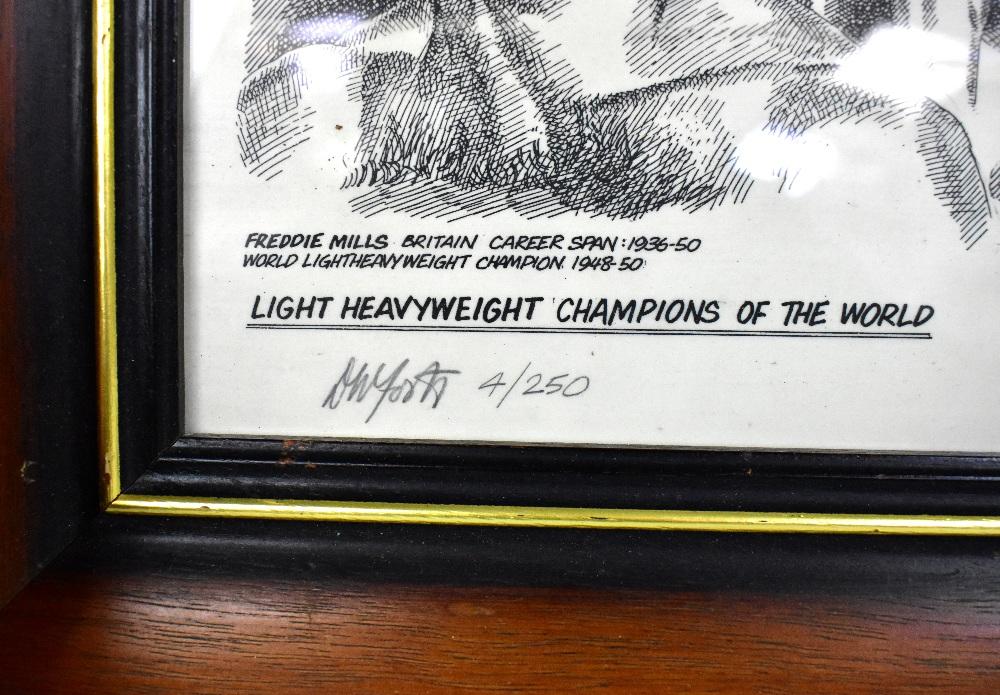 FREDDIE MILLS BRITAIN CAREER SPAN: 1936-50
WORLD LIGHTHEAVYWEIGHT CHAMPION. 1948-50
LIGHT HEAVYWEIGHT CHAMPIONS OF THE WORLD
4/250